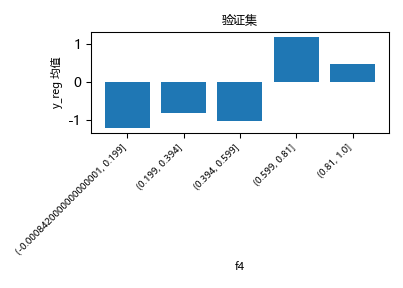 验证集
y_reg 均值
1
0
-1
(-0.000842000000000001, 0.199]
(0.199, 0.394]
(0.394, 0.599]
(0.599, 0.81]
(0.81, 1.0]
f4